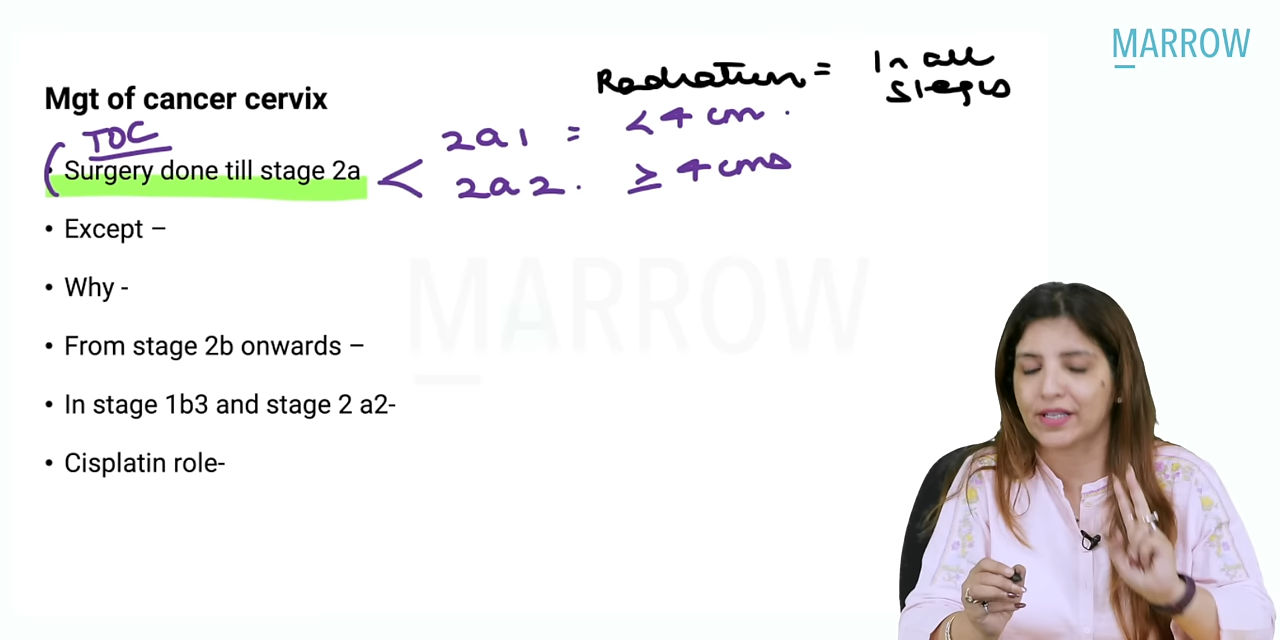 MARROW
Radiation = In all
stages
Mgt of cancer cervix
TOC
2a1 = < 4 cm.
• Surgery done till stage 2a
2a2. ≥ 4 cms
• Except –
• Why -
MARROW
• From stage 2b onwards –
• In stage 1b3 and stage 2 a2-
• Cisplatin role-